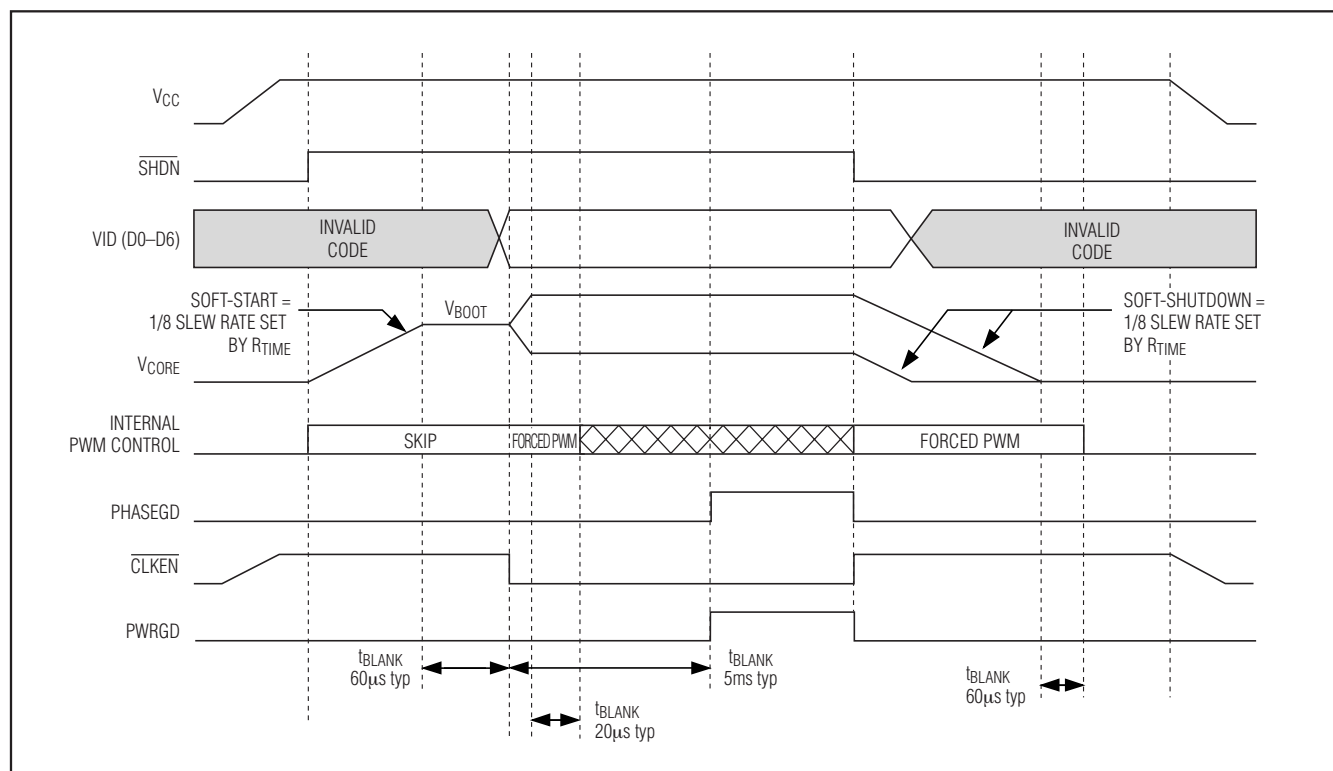 VCC
SHDN
VID (D0–D6)
INVALID
CODE
INVALID
CODE
SOFT-START =
1/8 SLEW RATE SET
BY RTIME
VBOOT
SOFT-SHUTDOWN =
1/8 SLEW RATE SET
BY RTIME
VCORE
INTERNAL
PWM CONTROL
SKIP
FORCED PWM
FORCED PWM
PHASEGD
CLKEN
PWRGD
tBLANK
60μs typ
tBLANK
5ms typ
tBLANK
60μs typ
tBLANK
20μs typ